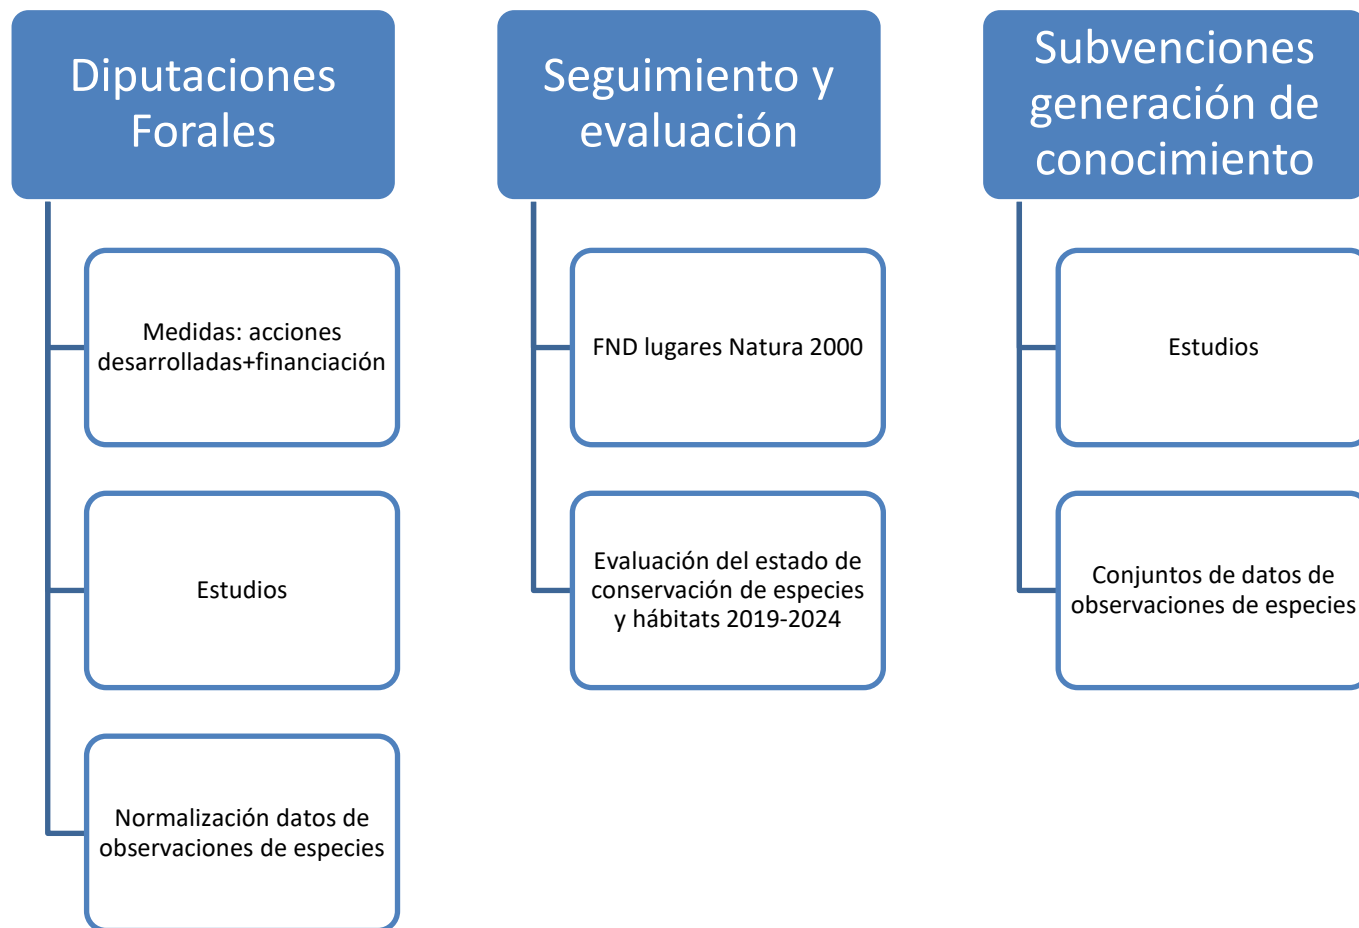 Diputaciones
Forales
Medidas: acciones
desarrolladas+financiación
Estudios
Normalización datos de
observaciones de especies
Seguimiento y
evaluación
FND lugares Natura 2000
Evaluación del estado de
conservación de especies
y hábitats 2019-2024
Subvenciones
generación de
conocimiento
Estudios
Conjuntos de datos de
observaciones de especies